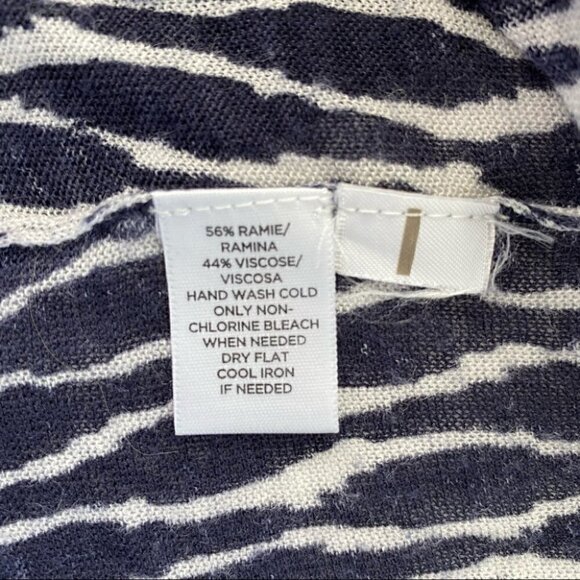 56% RAMIE/
RAMINA
44% VISCOSE/
VISCOSA
HAND WASH COLD
ONLY NON-
CHLORINE BLEACH
WHEN NEEDED
DRY FLAT
COOL IRON
IF NEEDED